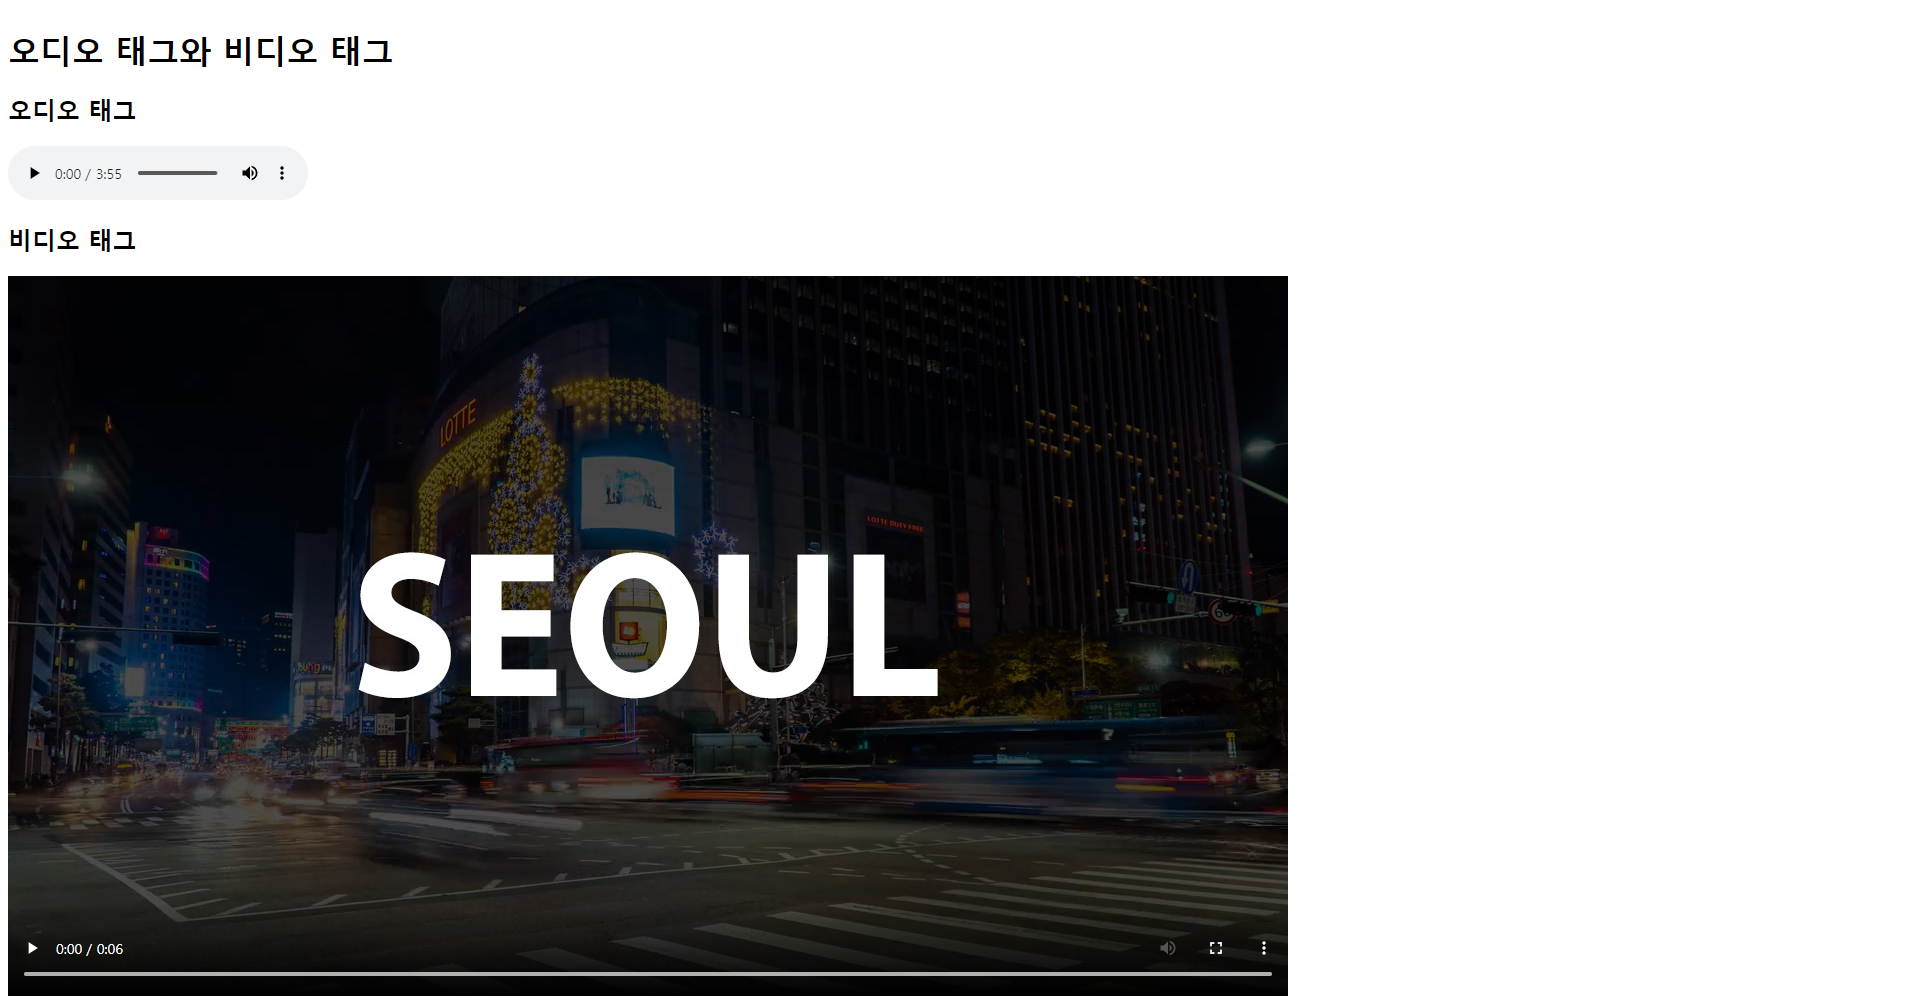 오디오 태그와 비디오 태그
오디오 태그
0:00 / 3:55
비디오 태그
LOTTE
LOTTE DUTY FREE
SEOUL
0:00 / 0:06